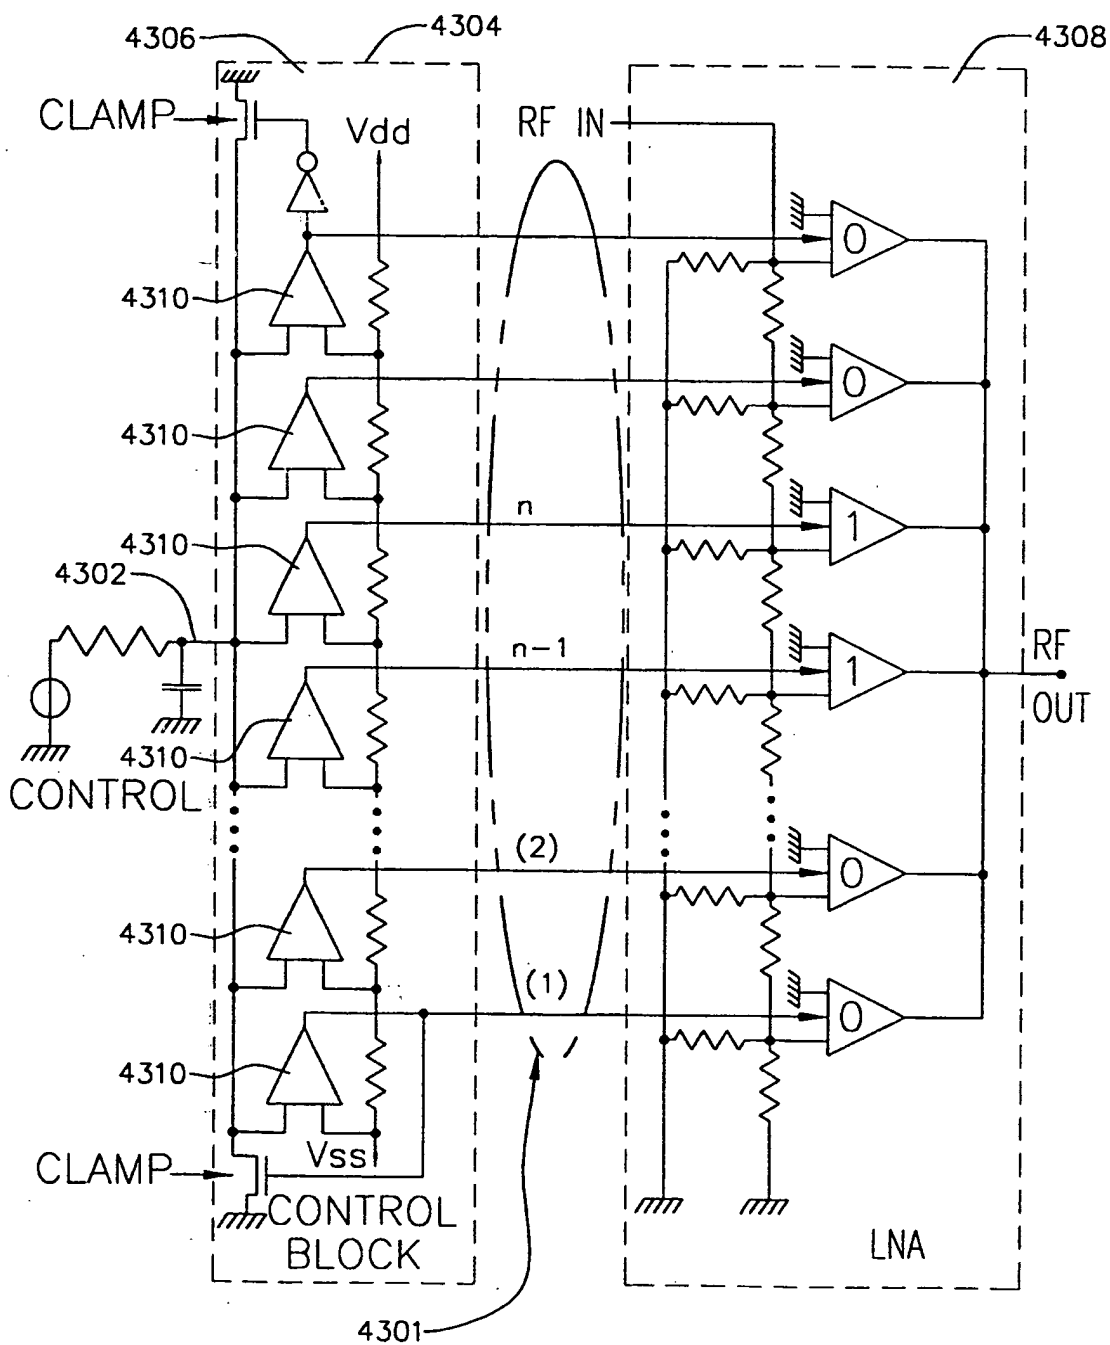 4306
4304
4308
CLAMP
Vdd
RF IN
0
4310
0
4310
n
1
4310
4302
n-1
1
RF
OUT
4310
CONTROL
(2)
0
4310
(1)
0
4310
CLAMP
Vss
CONTROL
BLOCK
LNA
4301